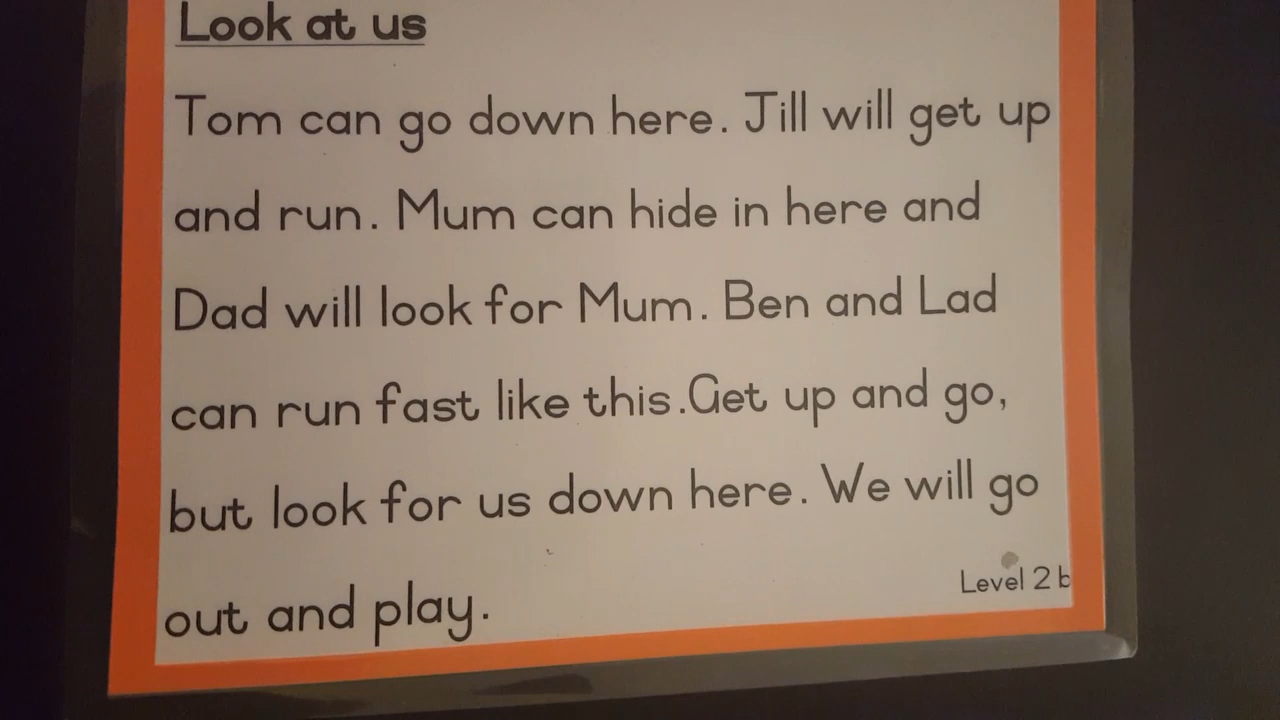 Look at us
Tom can go down here. Jill will get up
and run. Mum can hide in here and
Dad will look for Mum. Ben and Lad
can run fast like this.Get up and go,
but look for us down here. We will go
out and play.
Level 2 b